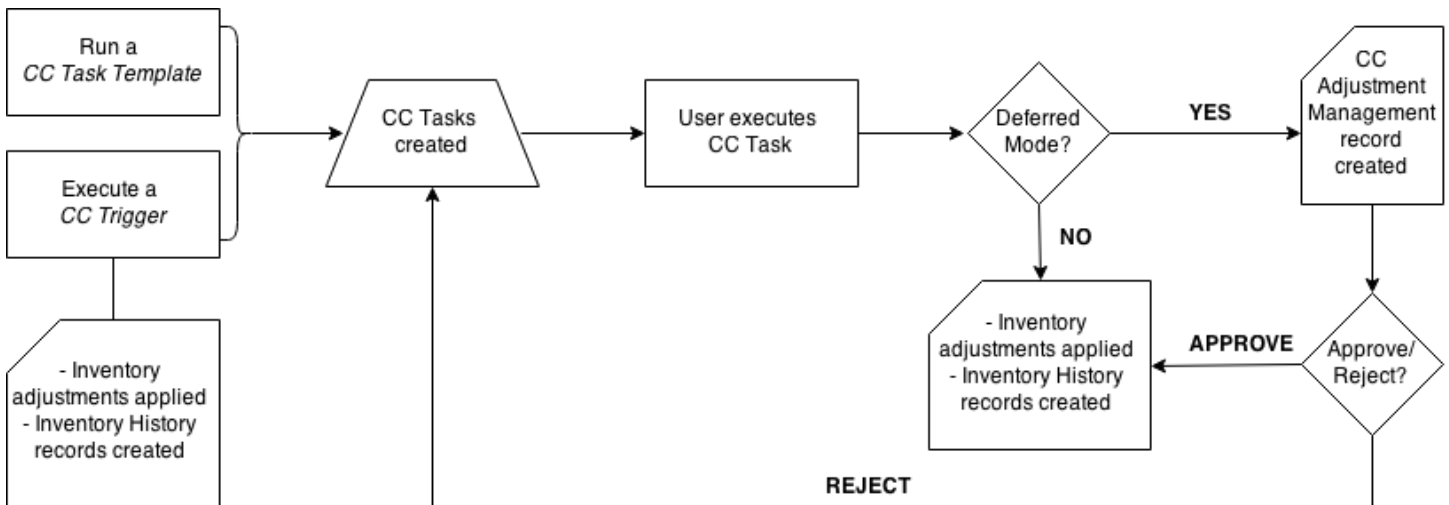 Run a
CC Task Template
Execute a
CC Trigger
- Inventory
adjustments applied
- Inventory History
records created
CC Tasks
created
User executes
CC Task
Deferred
Mode?
YES
NO
CC
Adjustment
Management
record
created
- Inventory
adjustments applied
- Inventory History
records created
APPROVE
Approve/
Reject?
REJECT